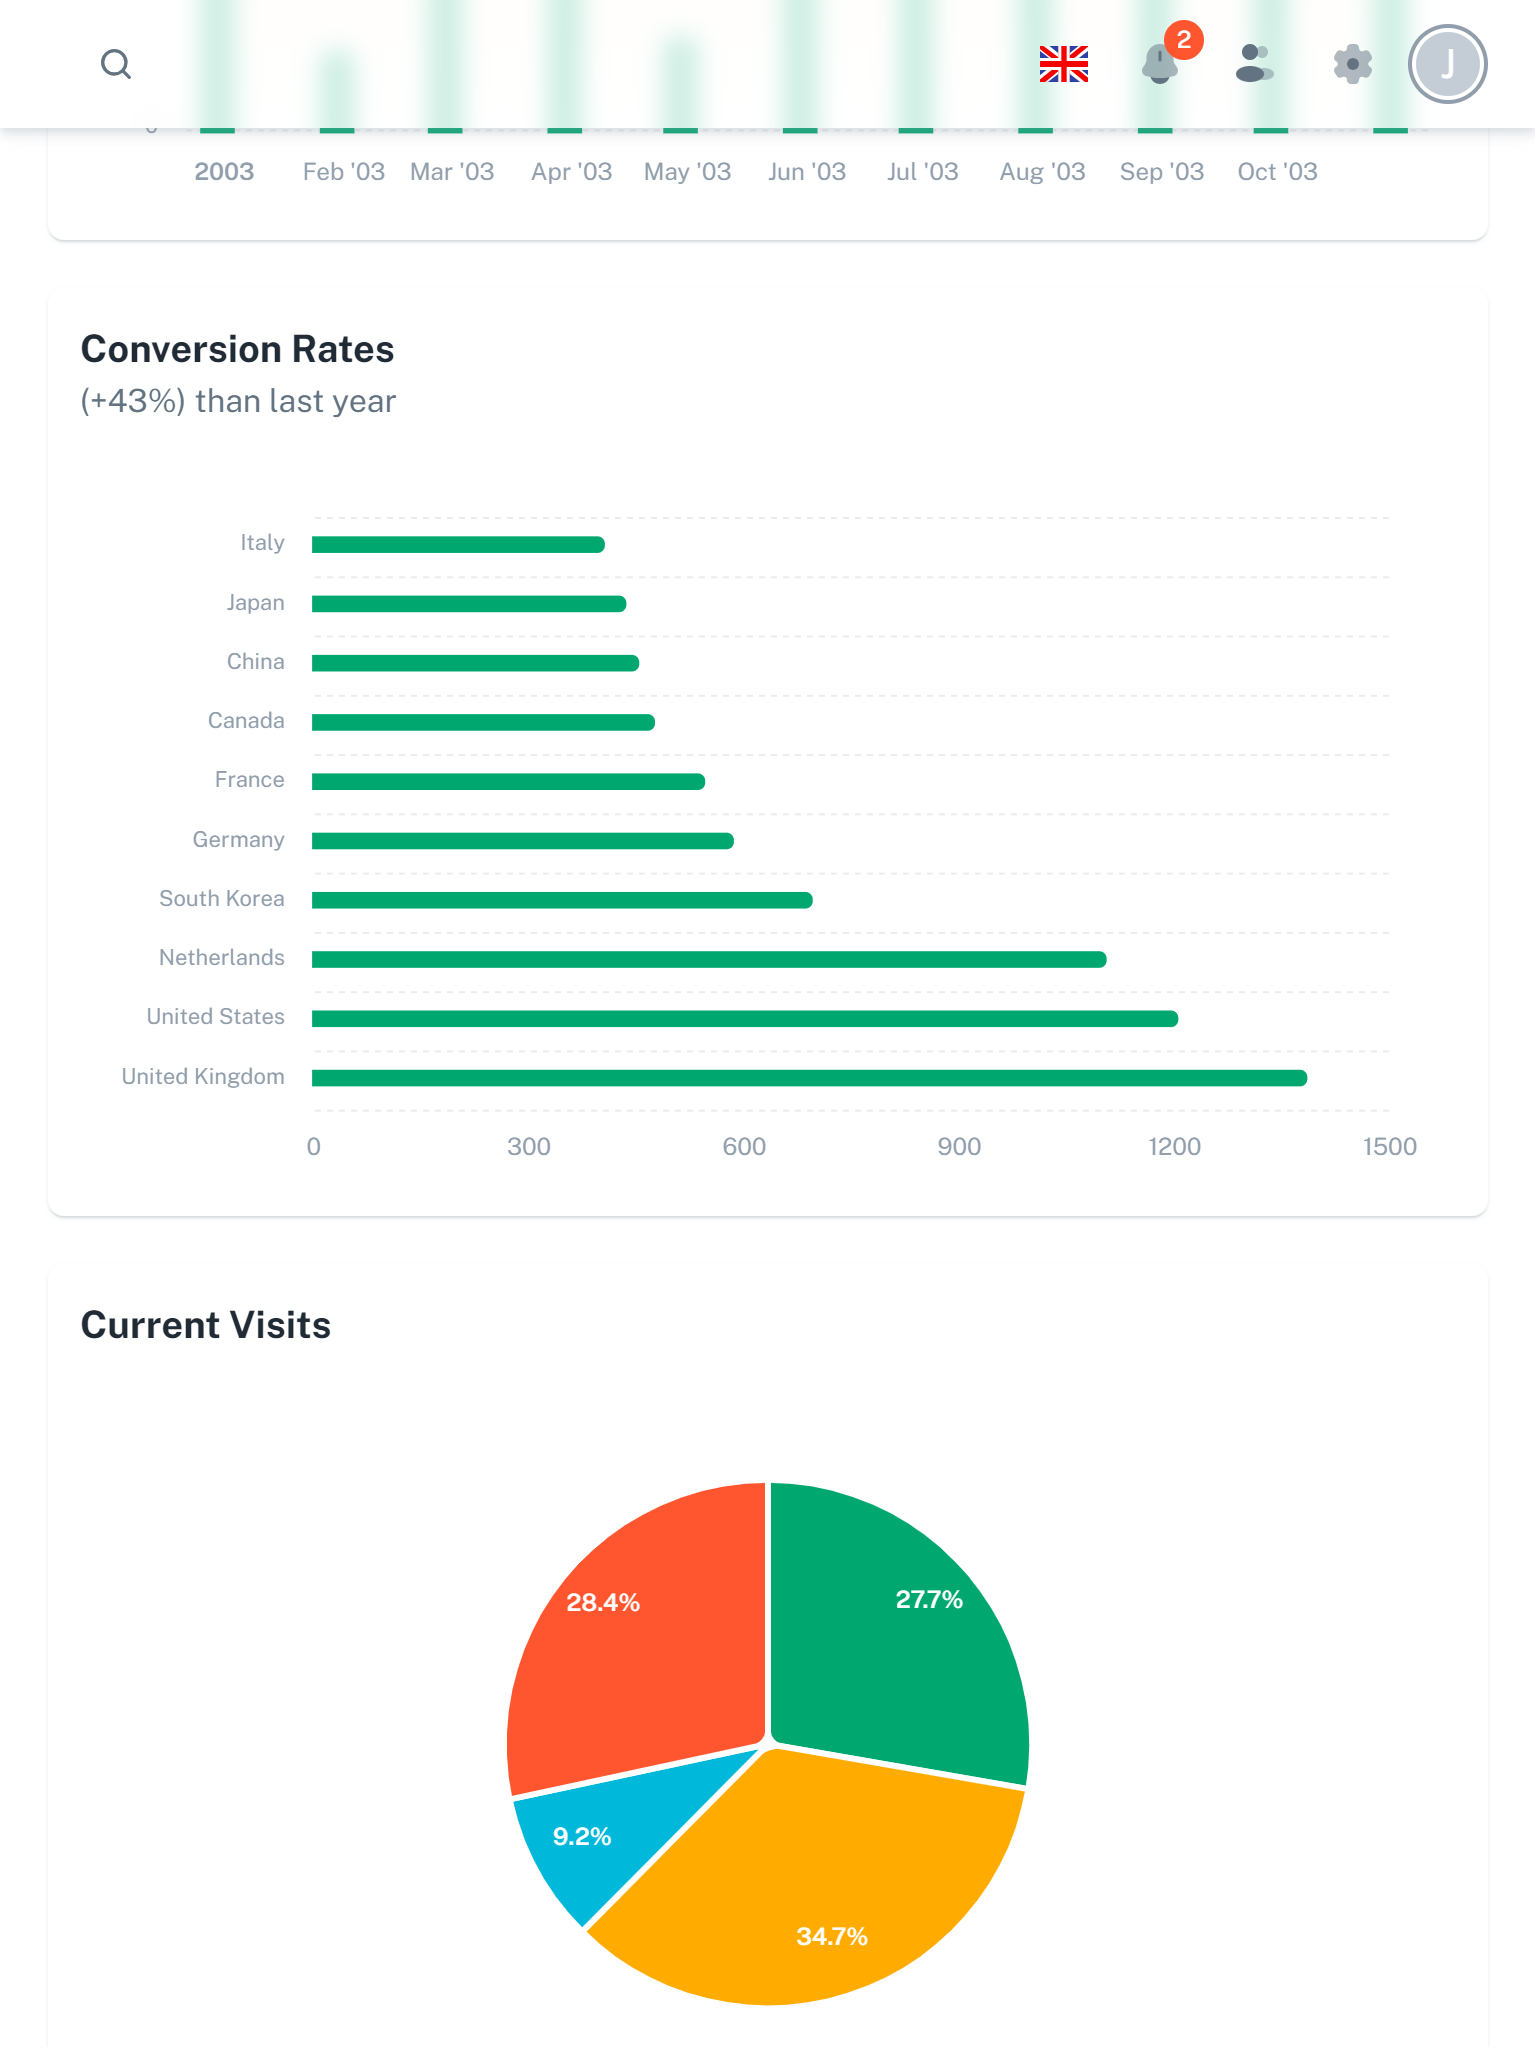 2
J
2003 Feb '03 Mar '03 Apr '03 May '03 Jun '03 Jul '03 Aug '03 Sep '03 Oct '03
Conversion Rates
(+43%) than last year
Italy
Japan
China
Canada
France
Germany
South Korea
Netherlands
United States
United Kingdom
0 300 600 900 1200 1500
Current Visits
28.4%
27.7%
9.2%
34.7%